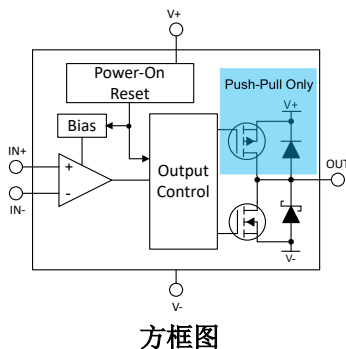 V+
Power-On
Reset
Push-Pull Only
V+
Bias
IN+
+
Output
Control
OUT
IN-
-
V-
V-
方框图